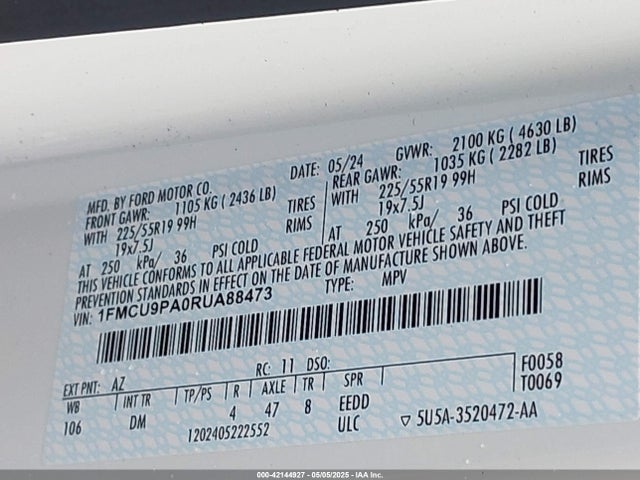 MFD. BY FORD MOTOR CO.
DATE: 05/24
GVWR: 2100 KG ( 4630 LB)
FRONT GAWR: 1105 KG ( 2436 LB)
WITH 225/55R19 99H TIRES
19x7.5J RIMS
AT 250 kPa/ 36 PSI COLD
REAR GAWR: 1035 KG ( 2282 LB)
WITH 225/55R19 99H TIRES
19x7.5J RIMS
AT 250 kPa/ 36 PSI COLD
THIS VEHICLE CONFORMS TO ALL APPLICABLE FEDERAL MOTOR VEHICLE SAFETY AND THEFT
PREVENTION STANDARDS IN EFFECT ON THE DATE OF MANUFACTURE SHOWN ABOVE.
VIN: 1FMCU9PA0RUA88473
TYPE: MPV
EXT PNT: AZ RC: 11 DSO: F0058
WB INT TR TP/PS R AXLE TR SPR T0069
106 DM 4 47 8 EEDD
1202405222552 ULC ▽ 5U5A-3520472-AA
000-42144927 - 05/05/2025 - IAA Inc.